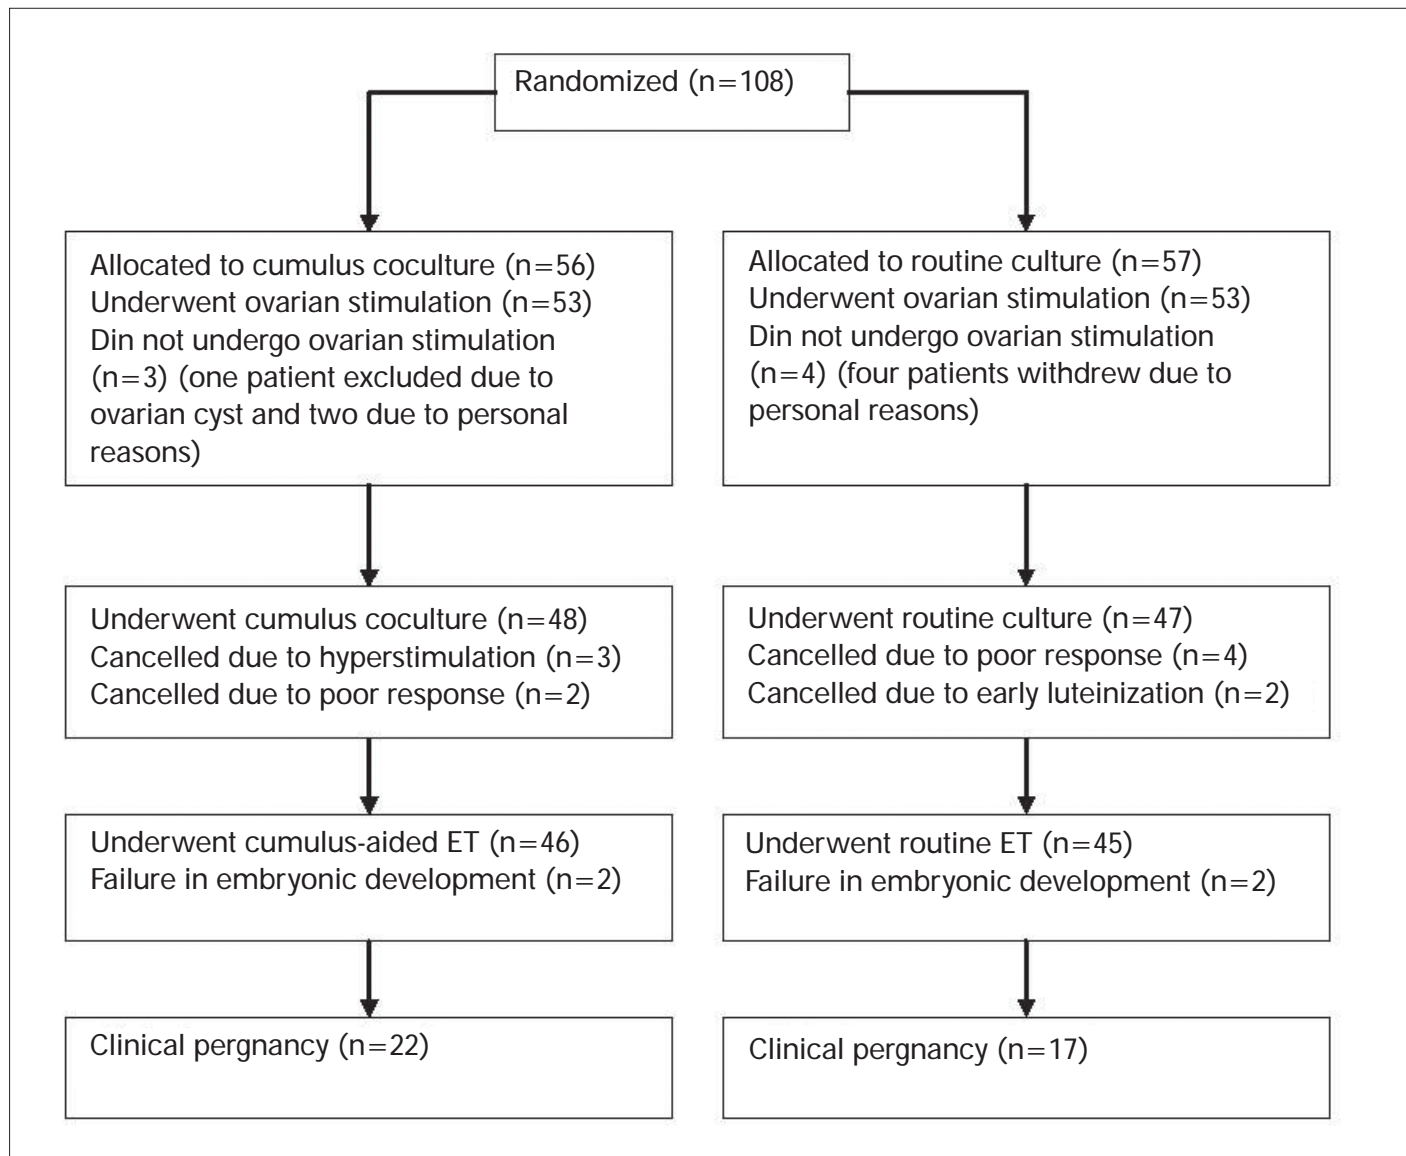 Randomized (n=108)
Allocated to cumulus coculture (n=56)
Underwent ovarian stimulation (n=53)
Din not undergo ovarian stimulation
(n=3) (one patient excluded due to
ovarian cyst and two due to personal
reasons)
Allocated to routine culture (n=57)
Underwent ovarian stimulation (n=53)
Din not undergo ovarian stimulation
(n=4) (four patients withdrew due to
personal reasons)
Underwent cumulus coculture (n=48)
Cancelled due to hyperstimulation (n=3)
Cancelled due to poor response (n=2)
Underwent routine culture (n=47)
Cancelled due to poor response (n=4)
Cancelled due to early luteinization (n=2)
Underwent cumulus-aided ET (n=46)
Failure in embryonic development (n=2)
Underwent routine ET (n=45)
Failure in embryonic development (n=2)
Clinical pergnancy (n=22)
Clinical pergnancy (n=17)